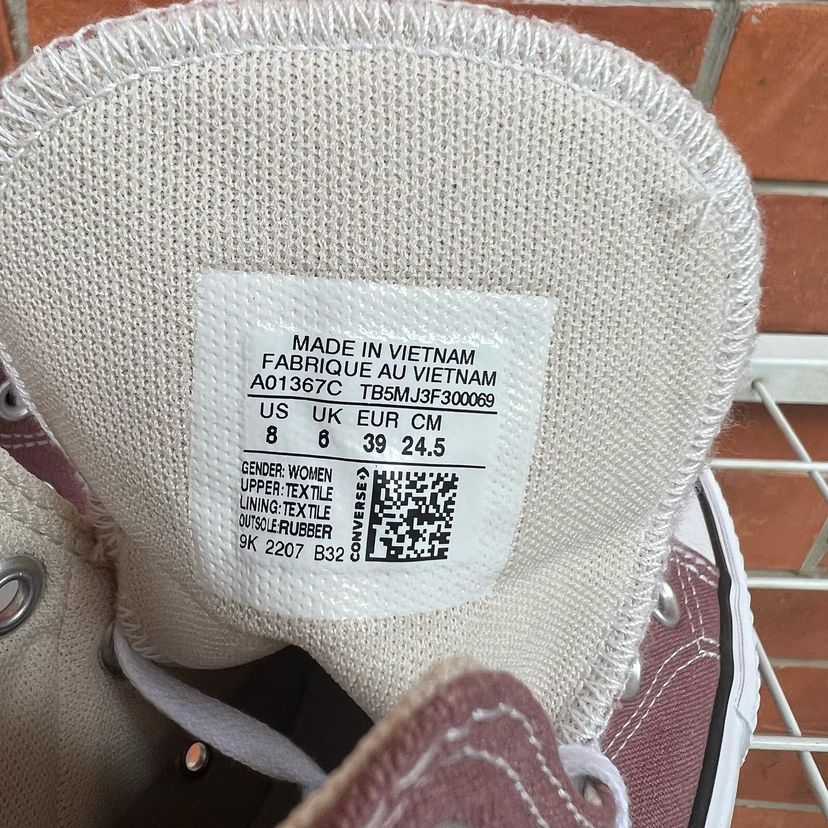 MADE IN VIETNAM
FABRIQUE AU VIETNAM
A01367C TB5MJ3F300069
US UK EUR CM
8 6 39 24.5
GENDER: WOMEN
UPPER: TEXTILE
LINING: TEXTILE
OUTSOLE: RUBBER
9K 2207 B32
CONVERSE